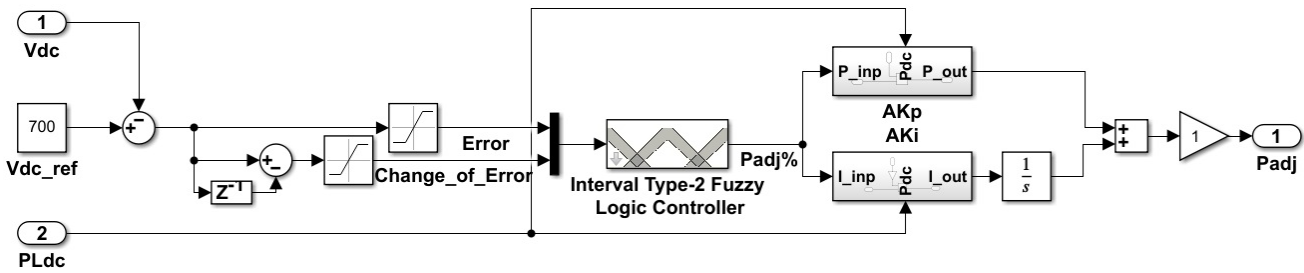 1
Vdc
700
Vdc_ref
2
PLdc
Z-1
Error
Change_of_Error
Interval Type-2 Fuzzy
Logic Controller
Padj%
P_inp
Pdc
P_out
AKp
AKi
I_inp
Pdc
I_out
1
s
1
1
Padj